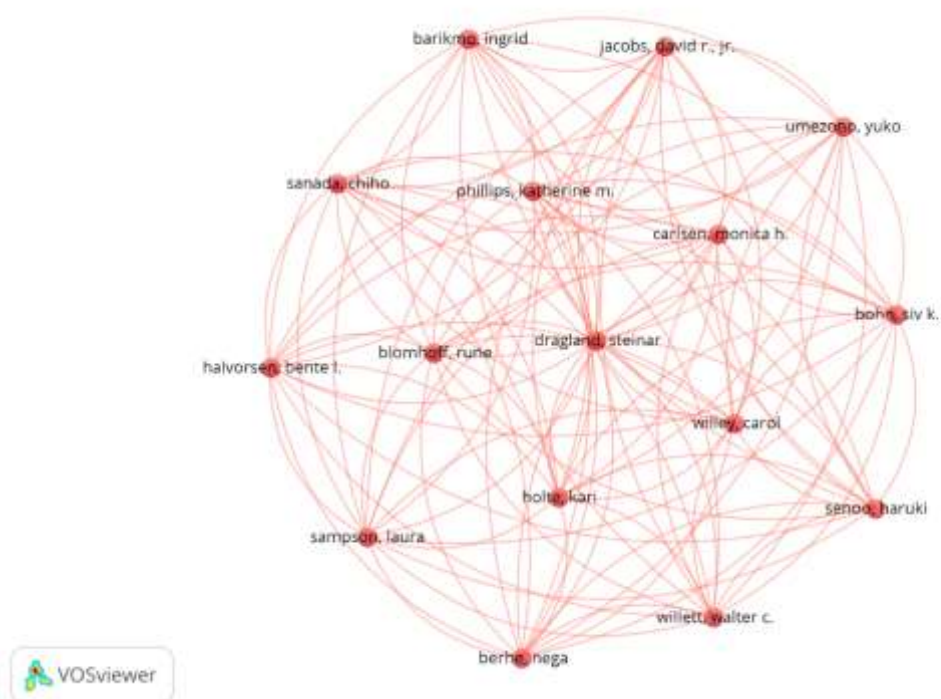 barikmo, ingrid
jacobs, david r., jr.
umezono, yuko
sanada, chiho
phillips, katherine m.
carlsen, monica h.
bohn, siv k.
dragland, steinar
blomhoff, rune
halvorsen, bente l.
willey, carol
holte, kari
senoo, haruki
sampson, laura
willett, walter c.
berhe, nega
VOSviewer